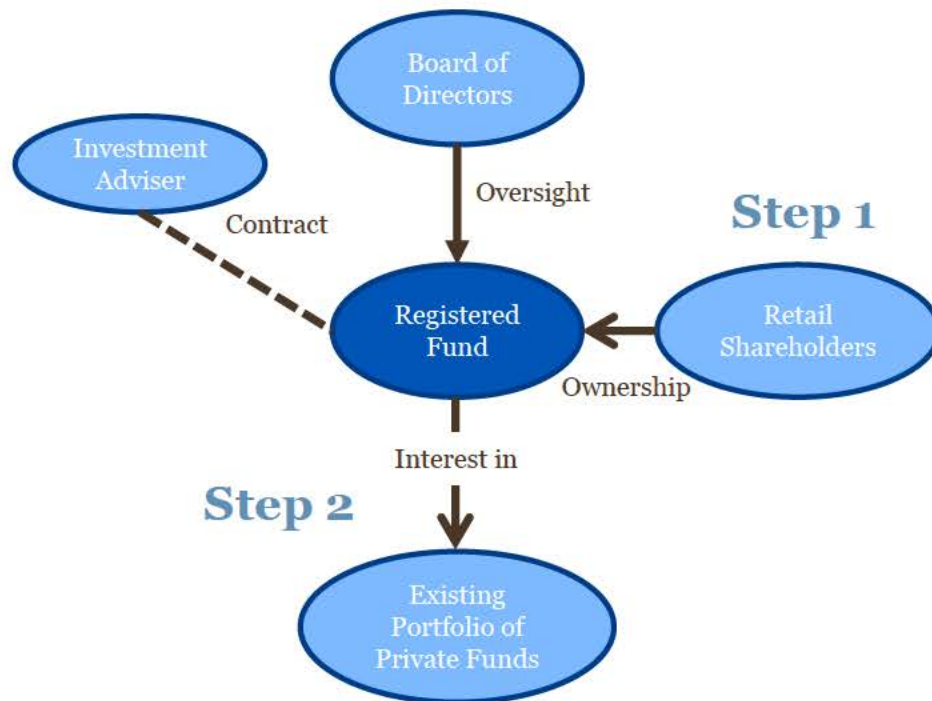 Board of
Directors
Investment
Adviser
Oversight
Contract
Step 1
Registered
Fund
Retail
Shareholders
Ownership
Interest in
Step 2
Existing
Portfolio of
Private Funds